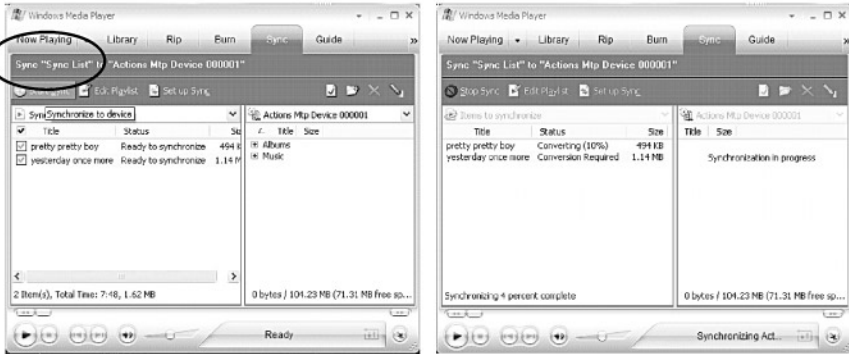 Windows Media Player
Now Playing Library Rip Burn Sync Guide
Sync "Sync List" to "Actions Mtp Device 000001"
Start Sync Edit Playlist Set up Sync
Synchronize to device
Actions Mtp Device 000001
Title Status
Title Size
pretty pretty boy Ready to synchronize 494
yesterday once more Ready to synchronize 1.14
Albums
Music
2 Item(s), Total Time: 7:48, 1.62 MB
0 bytes / 104.23 MB (71.31 MB free sp...
Ready
Windows Media Player
Now Playing Library Rip Burn Sync Guide
Sync "Sync List" to "Actions Mtp Device 000001"
Stop Sync Edit Playlist Set up Sync
Items to synchronize
Actions Mtp Device 000001
Title Status Size
Title Size
pretty pretty boy Converting (10%) 494 KB
yesterday once more Conversion Required 1.14 MB
Synchronization in progress
Synchronizing 4 percent complete
0 bytes / 104.23 MB (71.31 MB free sp...
Synchronizing Act...